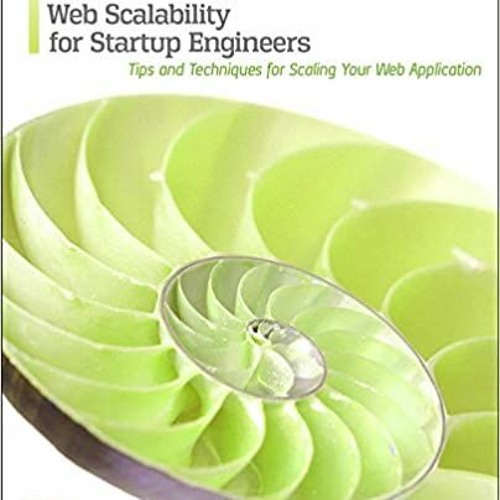 Web Scalability
for Startup Engineers
Tips and Techniques for Scaling Your Web Application